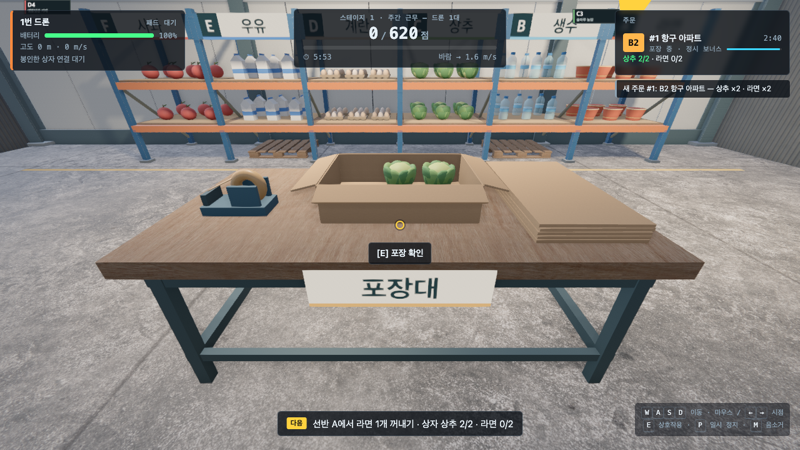 D4
C3
1번 드론
패드 대기
배터리
100%
고도 0 m · 0 m/s
봉인한 상자 연결 대기
E 우유
계란
상추
B 생수
스테이지 1 · 주간 근무 — 드론 1대
0 / 620 점
5:53
바람 → 1.6 m/s
주문
B2
#1 항구 아파트
2:40
포장 중 · 정시 보너스
상추 2/2 · 라면 0/2
새 주문 #1: B2 항구 아파트 — 상추 ×2 · 라면 ×2
[E] 포장 확인
포장대
다음 선반 A에서 라면 1개 꺼내기 · 상자 상추 2/2 · 라면 0/2
W A S D 이동 · 마우스 / ← → 시점
E 상호작용 · P 일시 정지 · M 음소거